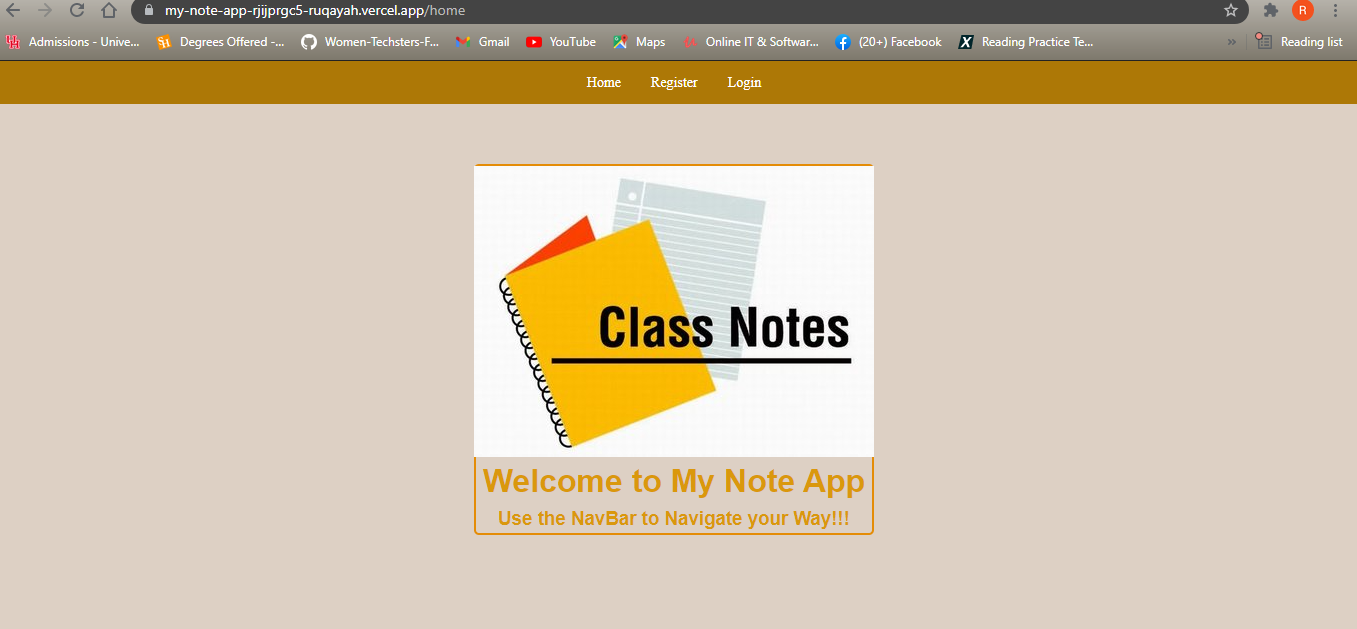 my-note-app-rjijprgc5-ruqayah.vercel.app/home
R
Admissions - Unive... Degrees Offered -... Women-Techsters-F... Gmail YouTube Maps Online IT & Softwar... (20+) Facebook X Reading Practice Te... » Reading list
Home Register Login
Class Notes
Welcome to My Note App
Use the NavBar to Navigate your Way!!!